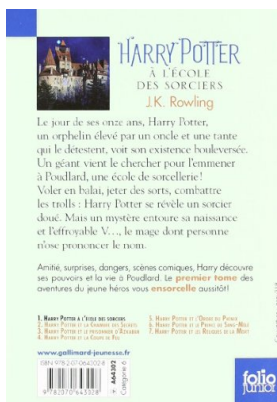 HARRY POTTER
À L'ÉCOLE
DES SORCIERS
J.K. Rowling
Le jour de ses onze ans, Harry Potter,
un orphelin élevé par un oncle et une tante
qui le détestent, voit son existence bouleversée.
Un géant vient le chercher pour l'emmener
à Poudlard, une école de sorcellerie!
Voler en balai, jeter des sorts, combattre
les trolls : Harry Potter se révèle un sorcier
doué. Mais un mystère entoure sa naissance
et l'effroyable V..., le mage dont personne
n'ose prononcer le nom.
Amitié, surprises, dangers, scènes comiques, Harry découvre
ses pouvoirs et la vie à Poudlard. Le premier tome des
aventures du jeune héros vous ensorcelle aussitôt!
1. Harry Potter à l'école des sorciers
2. Harry Potter et la Chambre des Secrets
3. Harry Potter et le prisonnier d'Azkaban
4. Harry Potter et la Coupe de Feu
5. Harry Potter et l'Ordre du Phénix
6. Harry Potter et le Prince de Sang-Mêlé
7. Harry Potter et les Reliques de la Mort
www.gallimard-jeunesse.fr
A64302
Catégorie 6
folio
junior